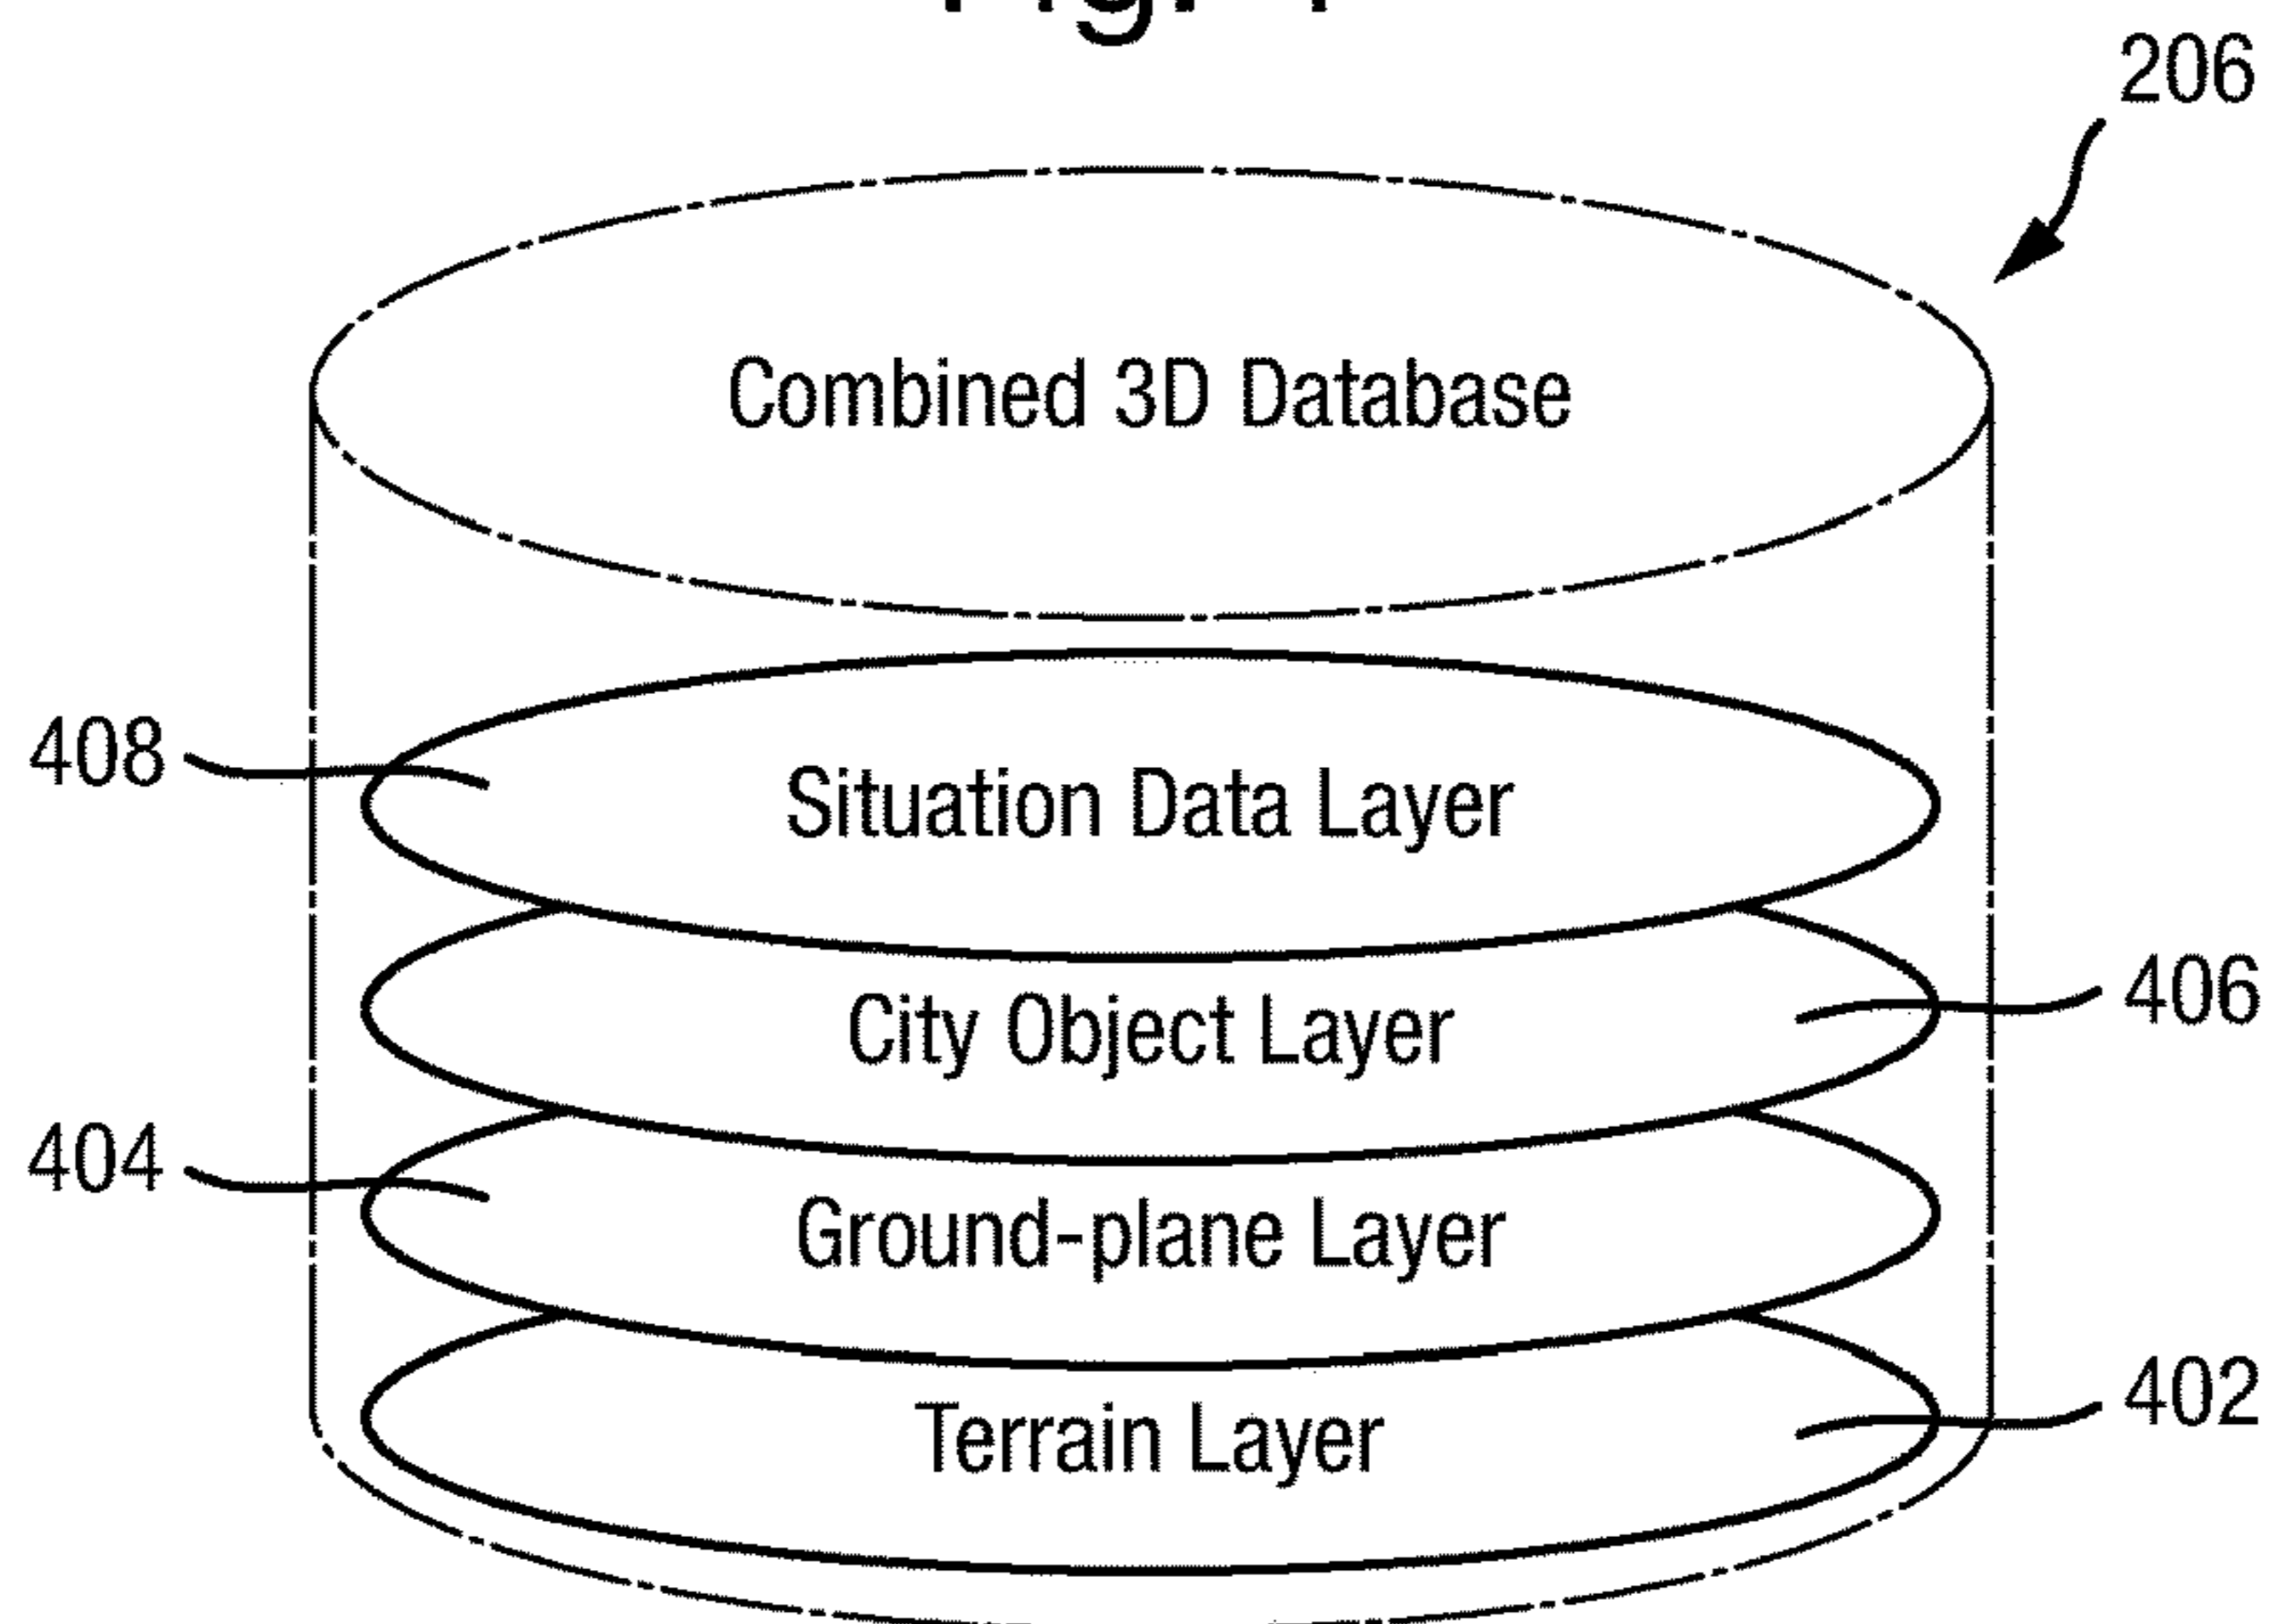 206
Combined 3D Database
408
Situation Data Layer
City Object Layer
406
404
Ground-plane Layer
Terrain Layer
402